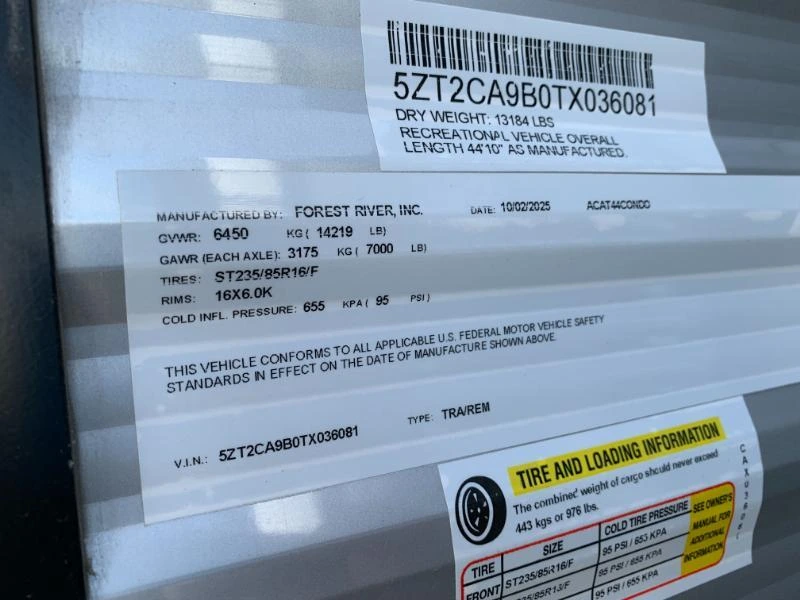 5ZT2CA9B0TX036081
DRY WEIGHT: 13184 LBS
RECREATIONAL VEHICLE OVERALL
LENGTH 44'10" AS MANUFACTURED.
MANUFACTURED BY: FOREST RIVER, INC. DATE: 10/02/2025 ACAT44CONDO
GVWR: 6450 KG ( 14219 LB)
GAWR (EACH AXLE): 3175 KG ( 7000 LB)
TIRES: ST235/85R16/F
RIMS: 16X6.0K
COLD INFL. PRESSURE: 655 KPA ( 95 PSI )
THIS VEHICLE CONFORMS TO ALL APPLICABLE U.S. FEDERAL MOTOR VEHICLE SAFETY
STANDARDS IN EFFECT ON THE DATE OF MANUFACTURE SHOWN ABOVE.
V.I.N.: 5ZT2CA9B0TX036081 TYPE: TRA/REM
TIRE AND LOADING INFORMATION
The combined weight of cargo should never exceed
443 kgs or 976 lbs.
TIRE SIZE COLD TIRE PRESSURE
FRONT ST235/85R16/F 95 PSI / 655 KPA
95 PSI / 655 KPA
95 PSI / 655 KPA
SEE OWNER'S
MANUAL FOR
ADDITIONAL
INFORMATION